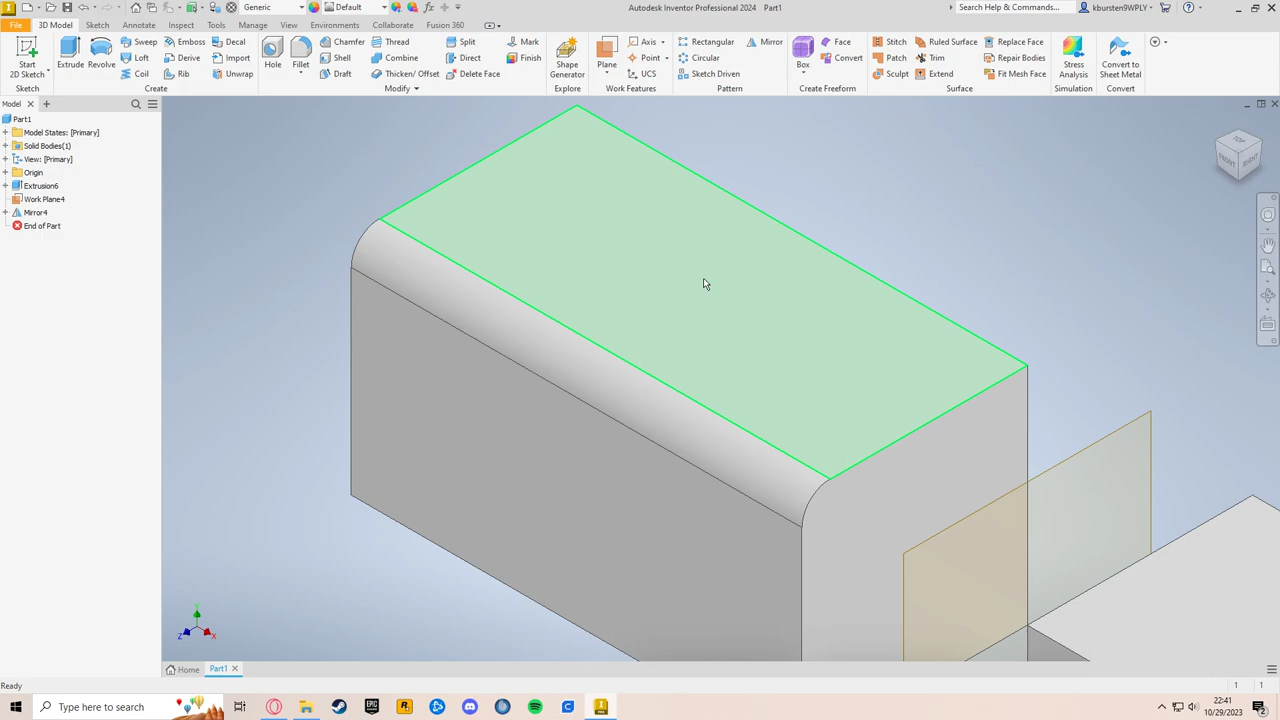 Generic
Default
Autodesk Inventor Professional 2024 Part1
Search Help & Commands...
kbursten9WPLY
File
3D Model
Sketch
Annotate
Inspect
Tools
Manage
View
Environments
Collaborate
Fusion 360
Start
2D Sketch
Extrude
Revolve
Sweep
Loft
Coil
Emboss
Derive
Rib
Decal
Import
Unwrap
Hole
Fillet
Chamfer
Shell
Draft
Thread
Combine
Thicken/ Offset
Split
Direct
Delete Face
Mark
Finish
Shape
Generator
Plane
Axis
Point
UCS
Rectangular
Circular
Sketch Driven
Mirror
Box
Face
Convert
Stitch
Patch
Sculpt
Ruled Surface
Trim
Extend
Replace Face
Repair Bodies
Fit Mesh Face
Stress
Analysis
Convert to
Sheet Metal
Sketch
Create
Modify
Explore
Work Features
Pattern
Create Freeform
Surface
Simulation
Convert
Model
Part1
Model States: [Primary]
Solid Bodies(1)
View: [Primary]
Origin
Extrusion6
Work Plane4
Mirror4
End of Part
TOP
FRONT
RIGHT
Y
Z
X
Home
Part1
Ready
1
1
Type here to search
EPIC
PRO
22:41
10/29/2023
2